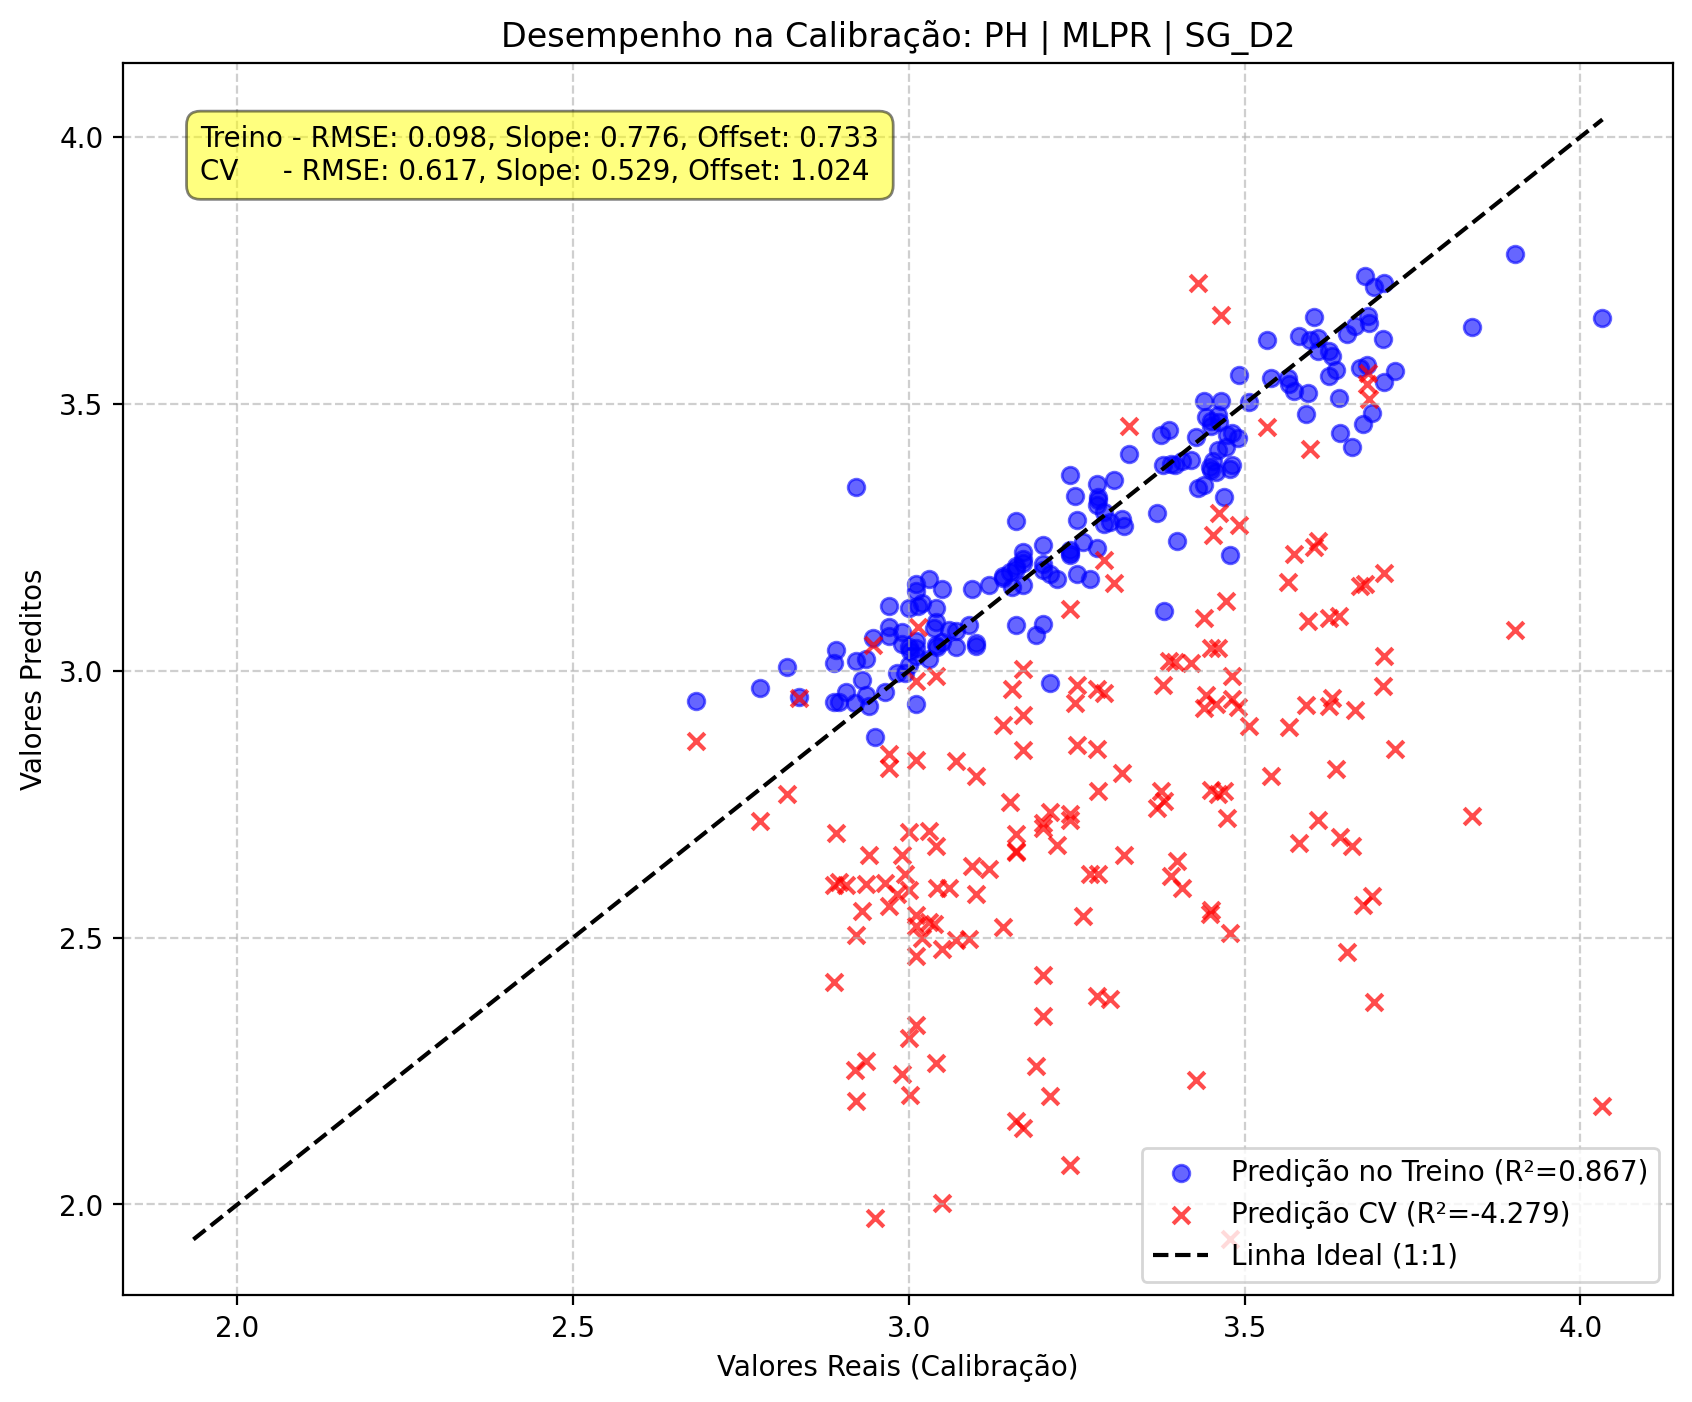 Desempenho na Calibração: PH | MLPR | SG_D2
Treino - RMSE: 0.098, Slope: 0.776, Offset: 0.733
CV - RMSE: 0.617, Slope: 0.529, Offset: 1.024
Valores Preditos
4.0
3.5
3.0
2.5
2.0
Predição no Treino (R²=0.867)
Predição CV (R²=-4.279)
Linha Ideal (1:1)
2.0 2.5 3.0 3.5 4.0
Valores Reais (Calibração)